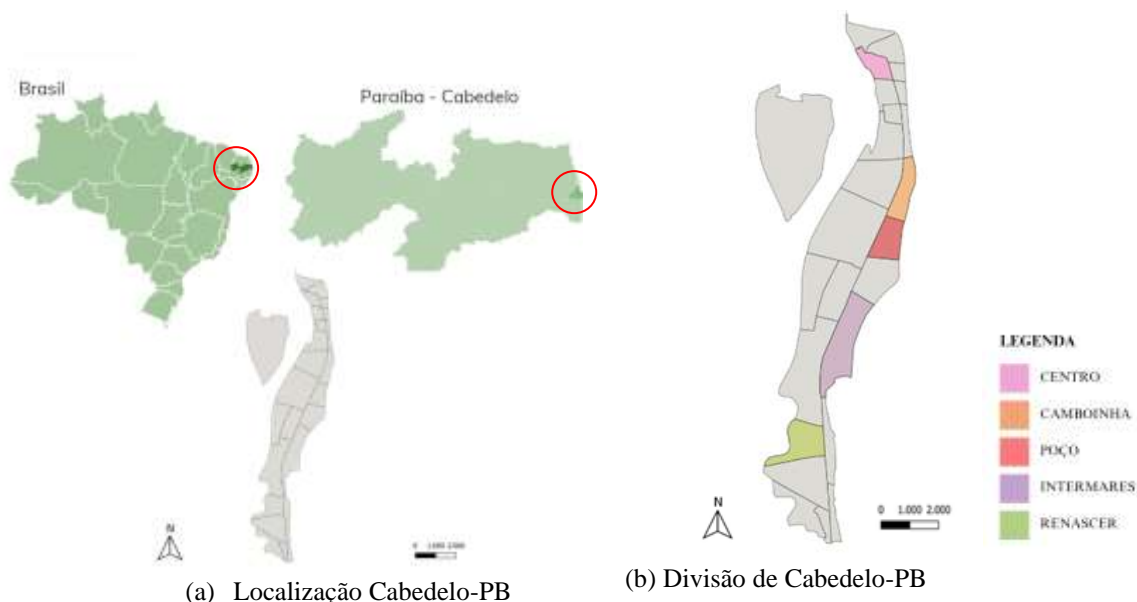 Brasil
Paraíba - Cabedelo
N
0 1.000 2.000
(a) Localização Cabedelo-PB
N
0 1.000 2.000
LEGENDA
CENTRO
CAMBOINHA
POÇO
INTERMARES
RENASCER
(b) Divisão de Cabedelo-PB